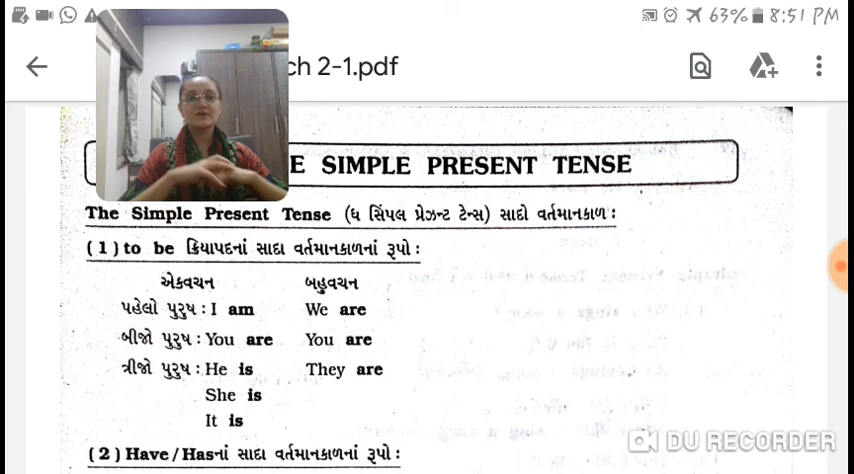 63% 8:51 PM
ch 2-1.pdf
E SIMPLE PRESENT TENSE
The Simple Present Tense (ધ સિંપલ પ્રેઝન્ટ ટેન્સ) સાદો વર્તમાનકાળ :
(1) to be ક્રિયાપદનાં સાદા વર્તમાનકાળનાં રૂપો :
એકવચન બહુવચન
પહેલો પુરુષ : I am We are
બીજો પુરુષ : You are You are
ત્રીજો પુરુષ : He is They are
She is
It is
(2) Have/Hasનાં સાદા વર્તમાનકાળનાં રૂપો :
DU RECORDER